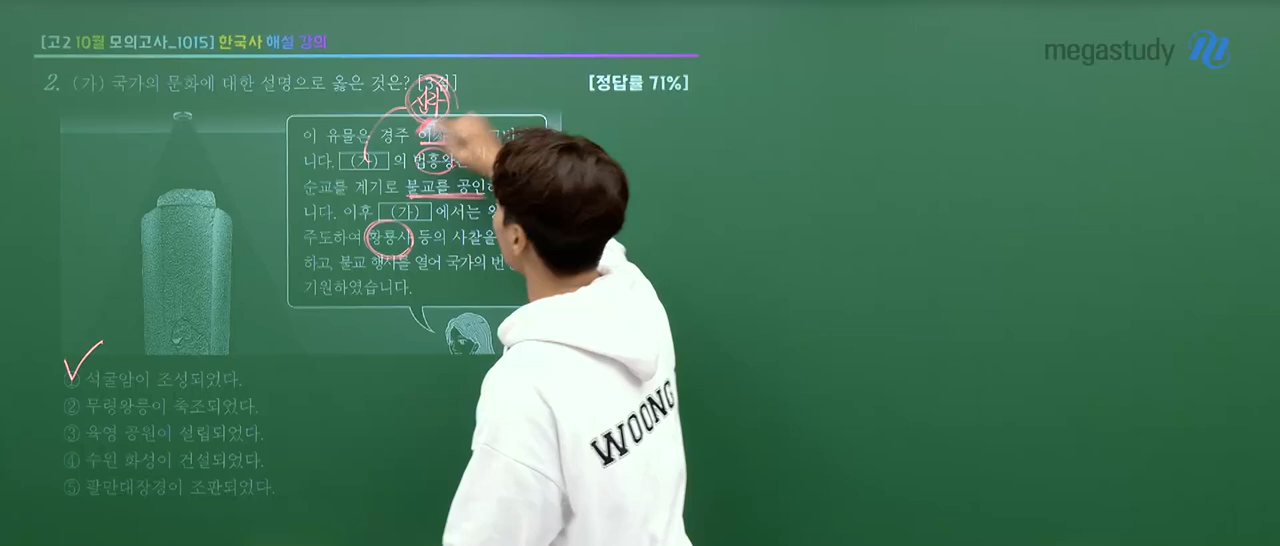 [고2 10월 모의고사_1015] 한국사 해설 강의
megastudy
2. (가) 국가의 문화에 대한 설명으로 옳은 것은? [3점]
[정답률 71%]
신라
이 유물은 경주
니다. (가) 의 법흥왕
순교를 계기로 불교를 공인
니다. 이후 (가) 에서는
주도하여 황룡사 등의 사찰을
하고, 불교 행사를 열어 국가의 번
기원하였습니다.
① 석굴암이 조성되었다.
② 무령왕릉이 축조되었다.
③ 육영 공원이 설립되었다.
④ 수원 화성이 건설되었다.
⑤ 팔만대장경이 조판되었다.
WOONG